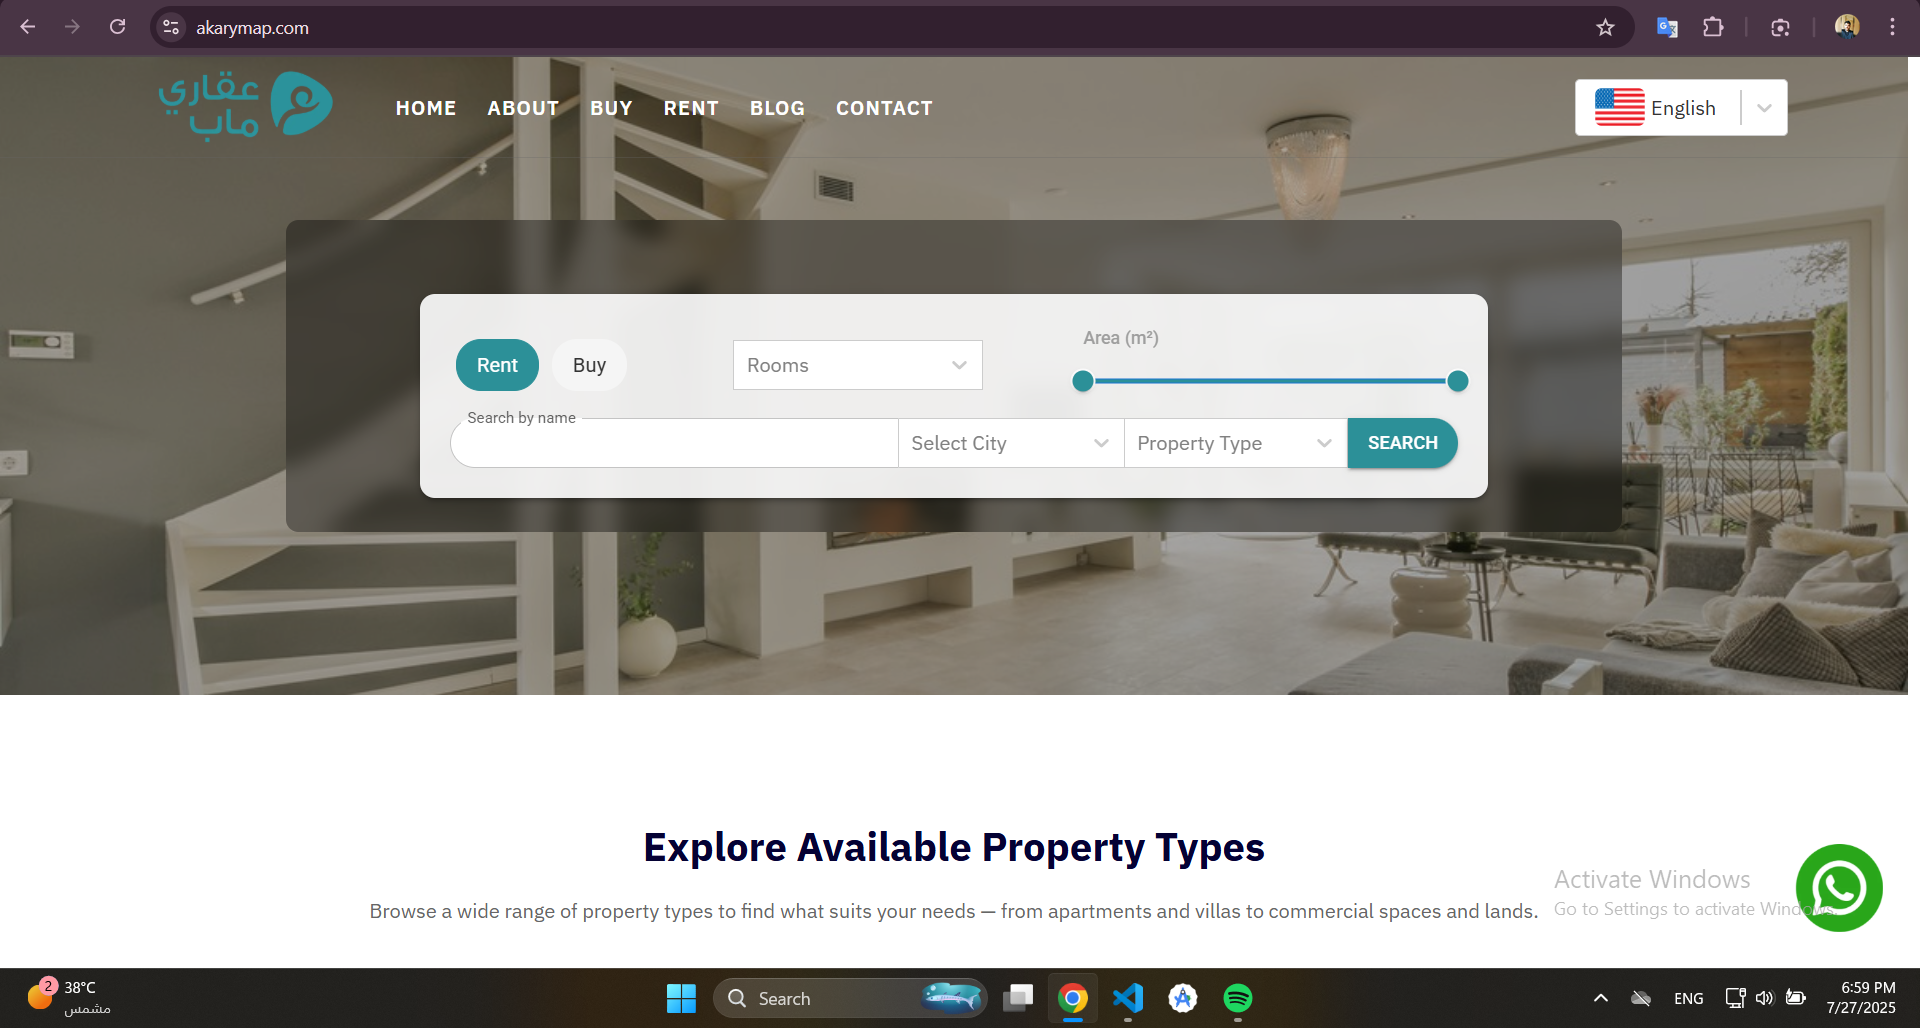 akarymap.com
عقاري
ماب
HOME ABOUT BUY RENT BLOG CONTACT
English
Area (m²)
Rent Buy Rooms
Search by name
Select City Property Type SEARCH
Explore Available Property Types
Browse a wide range of property types to find what suits your needs — from apartments and villas to commercial spaces and lands.
Activate Windows
Go to Settings to activate Windows.
2
38°C
مشمس
Search
ENG
6:59 PM
7/27/2025